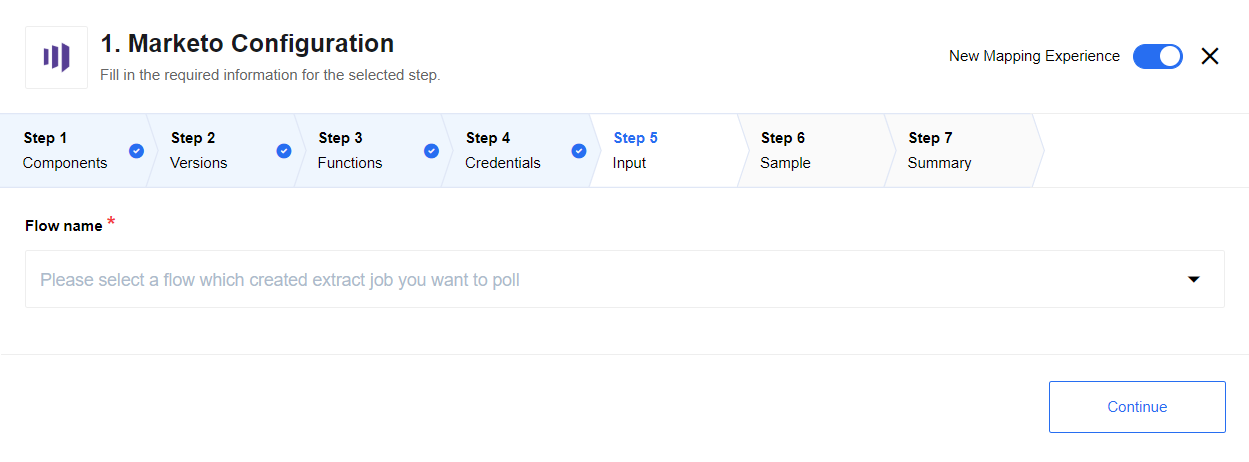 1. Marketo Configuration
Fill in the required information for the selected step.
New Mapping Experience
Step 1
Components
Step 2
Versions
Step 3
Functions
Step 4
Credentials
Step 5
Input
Step 6
Sample
Step 7
Summary
Flow name *
Please select a flow which created extract job you want to poll
Continue